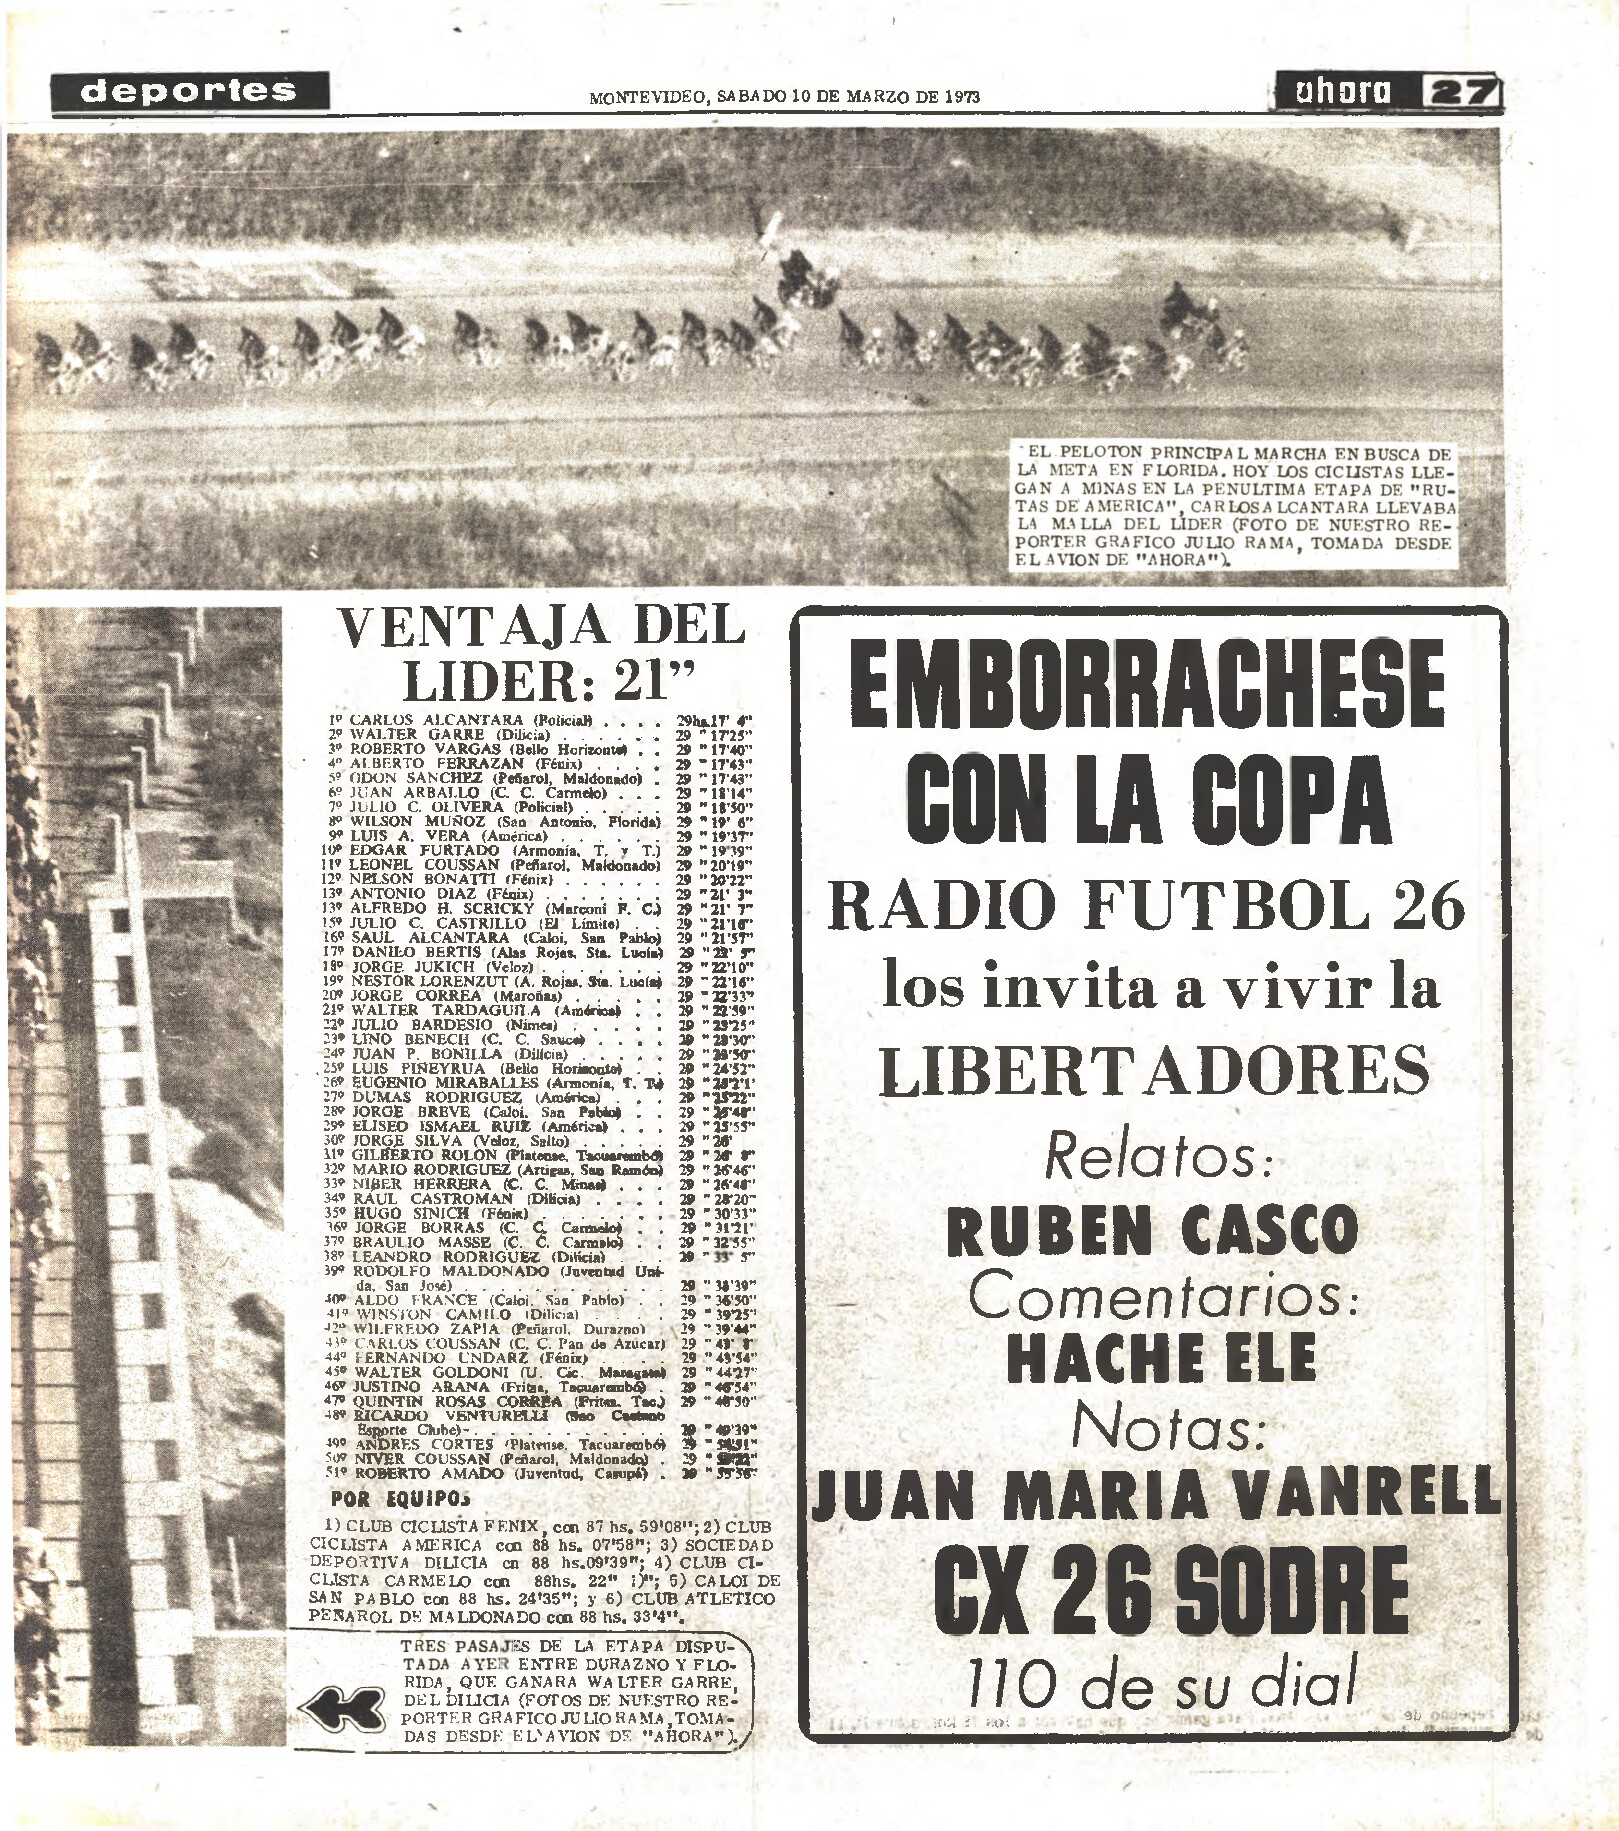 deportes
MONTEVIDEO, SABADO 10 DE MARZO DE 1973
ahora 27
EL PELOTON PRINCIPAL MARCHA EN BUSCA DE
LA META EN FLORIDA. HOY LOS CICLISTAS LLE-
GAN A MINAS EN LA PENULTIMA ETAPA DE "RU-
TAS DE AMERICA", CARLOS ALCANTARA LLEVABA
LA MALLA DEL LIDER (FOTO DE NUESTRO RE-
PORTER GRAFICO JULIO RAMA, TOMADA DESDE
EL AVION DE "AHORA").
VENTAJA DEL
LIDER: 21"
1º CARLOS ALCANTARA (Policial) . . . . 29hs.17' 4"
2º WALTER GARRE (Dilicia) . . . . . . 29 "17'25"
3º ROBERTO VARGAS (Bello Horizonte) . . 29 "17'40"
4º ALBERTO FERRAZAN (Fénix) . . . . 29 "17'43"
5º ODON SANCHEZ (Peñarol, Maldonado) . 29 "17'43"
6º JUAN ARBALLO (C. C. Carmelo) . . . 29 "18'14"
7º JULIO C. OLIVERA (Policial) . . . . 29 "18'50"
8º WILSON MUÑOZ (San Antonio, Florida) 29 "19' 6"
9º LUIS A. VERA (América) . . . . . . 29 "19'37"
10º EDGAR FURTADO (Armonía, T. y T.) 29 "19'39"
11º LEONEL COUSSAN (Peñarol, Maldonado) 29 "20'19"
12º NELSON BONATTI (Fénix) . . . . . . 29 "20'22"
13º ANTONIO DIAZ (Fénix) . . . . . . 29 "21' 3"
13º ALFREDO H. SCRICKY (Marconi F. C.) 29 "21' 7"
15º JULIO C. CASTRILLO (El Límite) . . 29 "21'16"
16º SAUL ALCANTARA (Caloi, San Pablo) 29 "21'57"
17º DANILO BERTIS (Alas Rojas, Sta. Lucía) 29 "22' 5"
18º JORGE JUKICH (Veloz) . . . . . . . 29 "22'10"
19º NESTOR LORENZUT (A. Rojas, Sta. Lucía) 29 "22'16"
20º JORGE CORREA (Maroñas) . . . . . 29 "22'33"
21º WALTER TARDAGUILA (América) . . 29 "22'59"
22º JULIO BARDESIO (Nimes) . . . . . 29 "23'25"
23º LINO BENECH (C. C. Sauce) . . . . 29 "23'30"
24º JUAN P. BONILLA (Dilicia) . . . . . 29
25º LUIS PIÑEYRUA (Bello Horizonte) . . 29 "24'52"
26º EUGENIO MIRABALLES (Armonía, T. T.) 29
27º DUMAS RODRIGUEZ (América) . . . 29 "25'22"
28º JORGE BREVE (Caloi, San Pablo) . . 29
29º ELISEO ISMAEL RUIZ (América) . . . 29 "25'55"
30º JORGE SILVA (Veloz, Salto) . . . . . 29 "26'
31º GILBERTO ROLON (Platense, Tacuarembó) 29 "26' 8"
32º MARIO RODRIGUEZ (Artigas, San Ramón) 29 "26'46"
33º NIBER HERRERA (C. C. Minas) . . . 29 "26'48"
34º RAUL CASTROMAN (Dilicia) . . . . 29 "28'20"
35º HUGO SINICH (Fénix) . . . . . . . 29 "30'33"
36º JORGE BORRAS (C. C. Carmelo) . . 29 "31'21"
37º BRAULIO MASSE (C. C. Carmelo) . . 29 "32'55"
38º LEANDRO RODRIGUEZ (Dilicia) . . . 29 "33' 5"
39º RODOLFO MALDONADO (Juventud Uni-
da, San José) . . . . . . . . . 29
40º ALDO FRANCE (Caloi, San Pablo) . . 29 "36'50"
41º WINSTON CAMILO (Dilicia) . . . . 29 "39'25"
42º WILFREDO ZAPIA (Peñarol, Durazno) 29 "39'44"
43º CARLOS COUSSAN (C. C. Pan de Azúcar) 29
44º FERNANDO UNDARZ (Fénix) . . . 29 "43'54"
45º WALTER GOLDONI (U. Cic. Maragata) 29 "44'27"
46º JUSTINO ARANA (Fritsa, Tacuarembó) . 29 "46'54"
47º QUINTIN ROSAS CORREA (Fritsa, Tac.) 29
48º RICARDO VENTURELLI (Sao Caetano
Esporte Clube) . . . . . . . . . 29
49º ANDRES CORTES (Platense, Tacuarembó) 29
50º NIVER COUSSAN (Peñarol, Maldonado) . 29
51º ROBERTO AMADO (Juventud, Casupá) . 29
POR EQUIPOS
1) CLUB CICLISTA FENIX, con 87 hs. 59'08"; 2) CLUB
CICLISTA AMERICA con 88 hs. 07'58"; 3) SOCIEDAD
DEPORTIVA DILICIA cn 88 hs.09'39"; 4) CLUB CI-
CLISTA CARMELO con 88hs. 22"
SAN PABLO con 88 hs. 24'35"; y 6) CLUB ATLETICO
PEÑAROL DE MALDONADO con 88 hs. 33'4".
TRES PASAJES DE LA ETAPA DISPU-
TADA AYER ENTRE DURAZNO Y FLO-
RIDA, QUE GANARA WALTER GARRE,
DEL DILICIA (FOTOS DE NUESTRO RE-
PORTER GRAFICO JULIO RAMA, TOMA-
DAS DESDE EL AVION DE "AHORA").
EMBORRACHESE
CON LA COPA
RADIO FUTBOL 26
los invita a vivir la
LIBERTADORES
Relatos:
RUBEN CASCO
Comentarios:
HACHE ELE
Notas:
JUAN MARIA VANRELL
CX 26 SODRE
110 de su dial